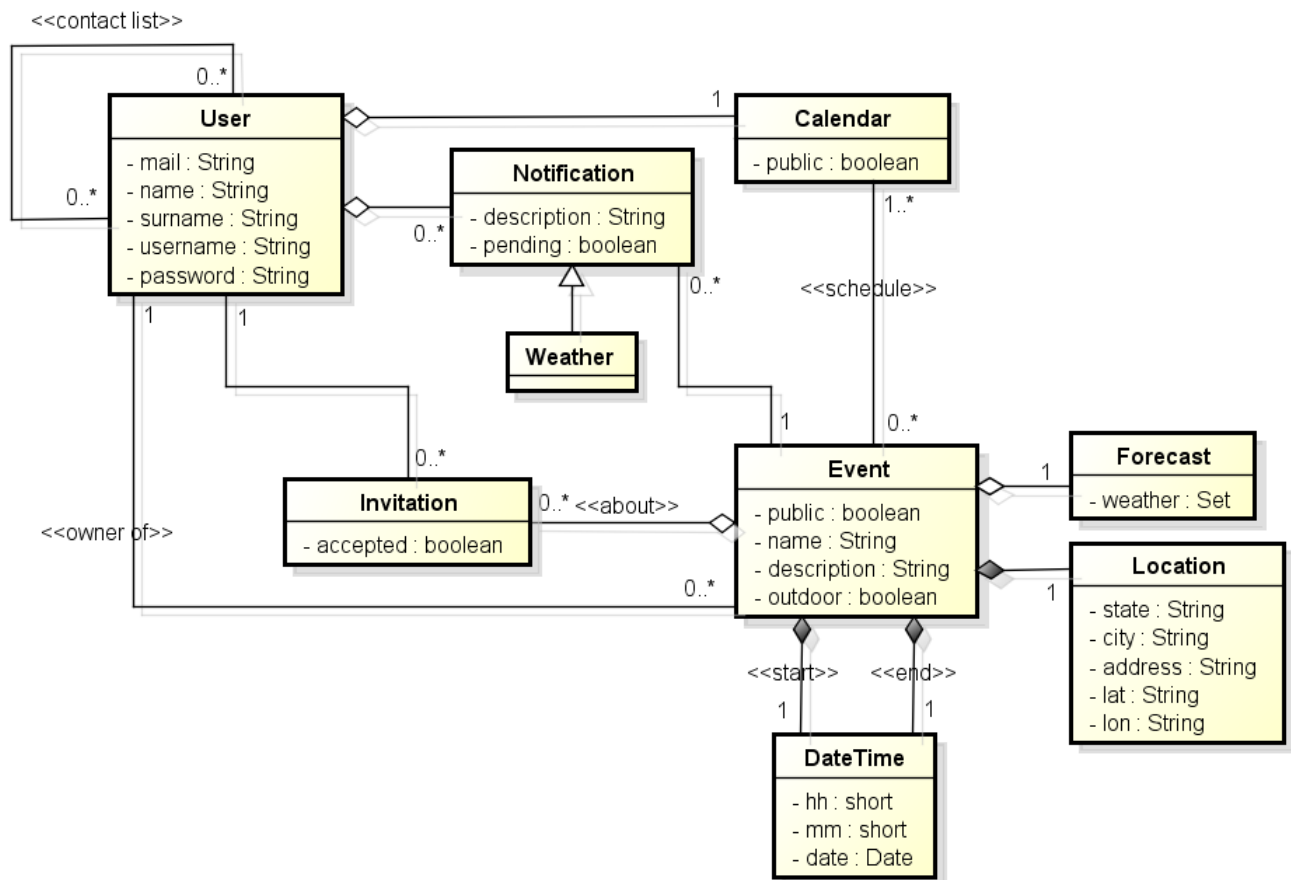 <<contact list>>
0..*
0..*
User
- mail : String
- name : String
- surname : String
- username : String
- password : String
1
Calendar
- public : boolean
Notification
- description : String
- pending : boolean
0..*
0..*
1..*
<<schedule>>
1
1
Weather
1
0..*
0..*
Invitation
- accepted : boolean
0..*
<<about>>
<<owner of>>
0..*
Event
- public : boolean
- name : String
- description : String
- outdoor : boolean
1
Forecast
- weather : Set
1
Location
- state : String
- city : String
- address : String
- lat : String
- lon : String
<<start>>
<<end>>
1
1
DateTime
- hh : short
- mm : short
- date : Date